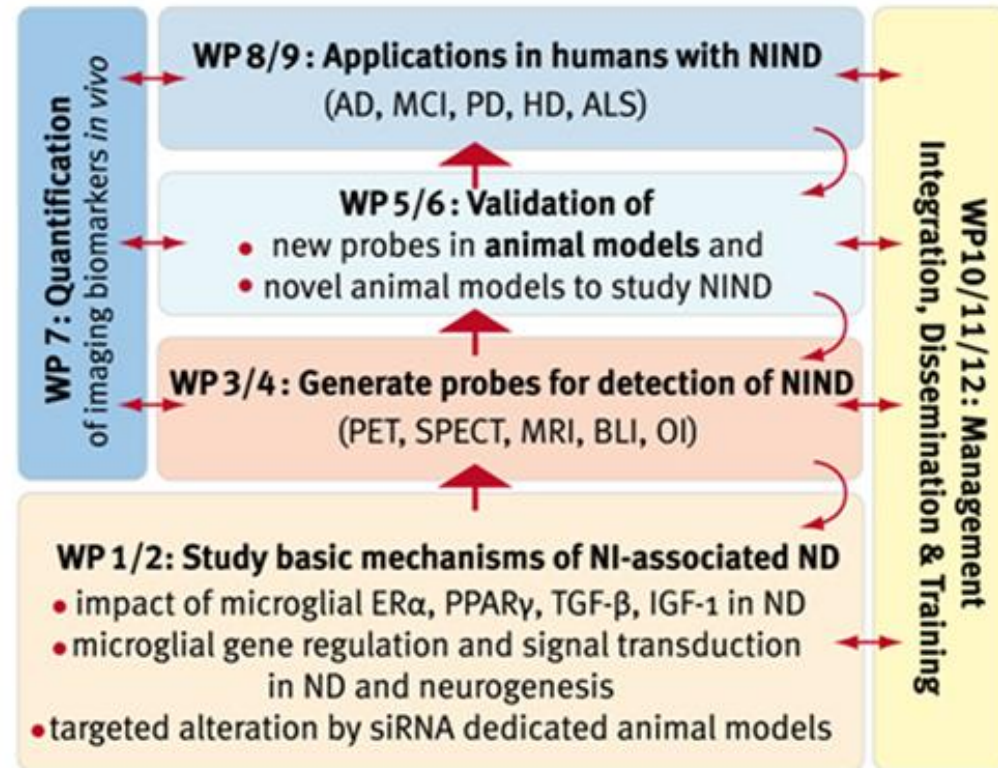 WP 8/9: Applications in humans with NIND
(AD, MCI, PD, HD, ALS)
WP 5/6: Validation of
• new probes in animal models and
• novel animal models to study NIND
WP 3/4: Generate probes for detection of NIND
(PET, SPECT, MRI, BLI, OI)
WP 1/2: Study basic mechanisms of NI-associated ND
• impact of microglial ERα, PPARγ, TGF-β, IGF-1 in ND
• microglial gene regulation and signal transduction
in ND and neurogenesis
• targeted alteration by siRNA dedicated animal models
WP 7: Quantification
of imaging biomarkers in vivo
WP10/11/12: Management
Integration, Dissemination & Training